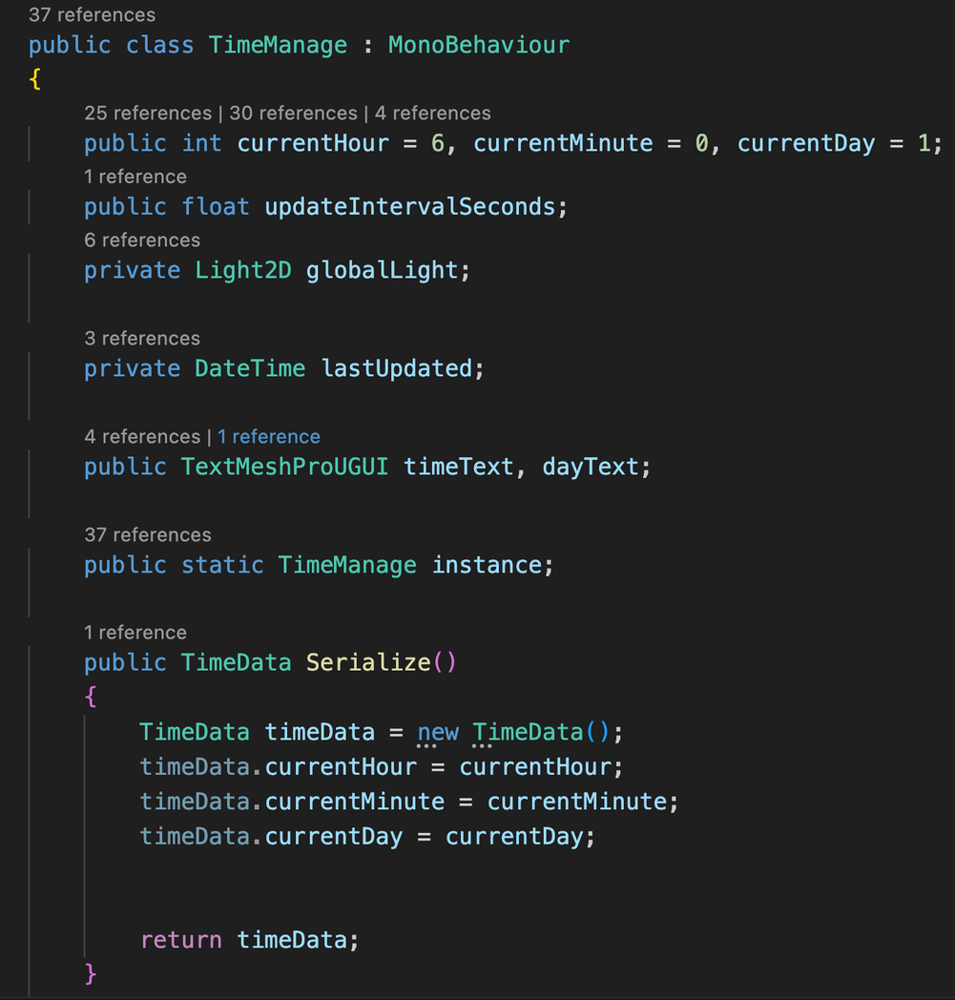 37 references
public class TimeManage : MonoBehaviour
{
25 references | 30 references | 4 references
public int currentHour = 6, currentMinute = 0, currentDay = 1;
1 reference
public float updateIntervalSeconds;
6 references
private Light2D globalLight;
3 references
private DateTime lastUpdated;
4 references | 1 reference
public TextMeshProUGUI timeText, dayText;
37 references
public static TimeManage instance;
1 reference
public TimeData Serialize()
{
TimeData timeData = new TimeData();
timeData.currentHour = currentHour;
timeData.currentMinute = currentMinute;
timeData.currentDay = currentDay;
return timeData;
}